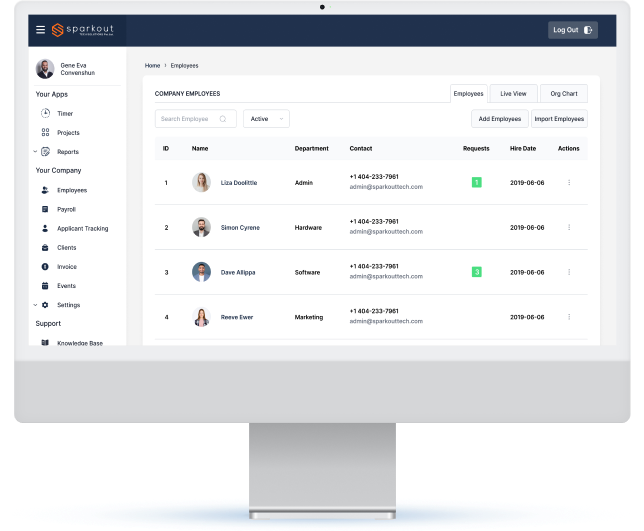 sparkout
Log Out
Gene Eva
Convenshun
Your Apps
Timer
Projects
Reports
Your Company
Employees
Payroll
Applicant Tracking
Clients
Invoice
Events
Settings
Support
Knowledge Base
Home > Employees
COMPANY EMPLOYEES
Employees Live View Org Chart
Search Employee Active Add Employees Import Employees
ID Name Department Contact Requests Hire Date Actions
1 Liza Doolittle Admin +1 404-233-7961 1 2019-06-06
admin@sparkouttech.com
2 Simon Cyrene Hardware +1 404-233-7961 2019-06-06
admin@sparkouttech.com
3 Dave Allippa Software +1 404-233-7961 3 2019-06-06
admin@sparkouttech.com
4 Reeve Ewer Marketing +1 404-233-7961 2019-06-06
admin@sparkouttech.com